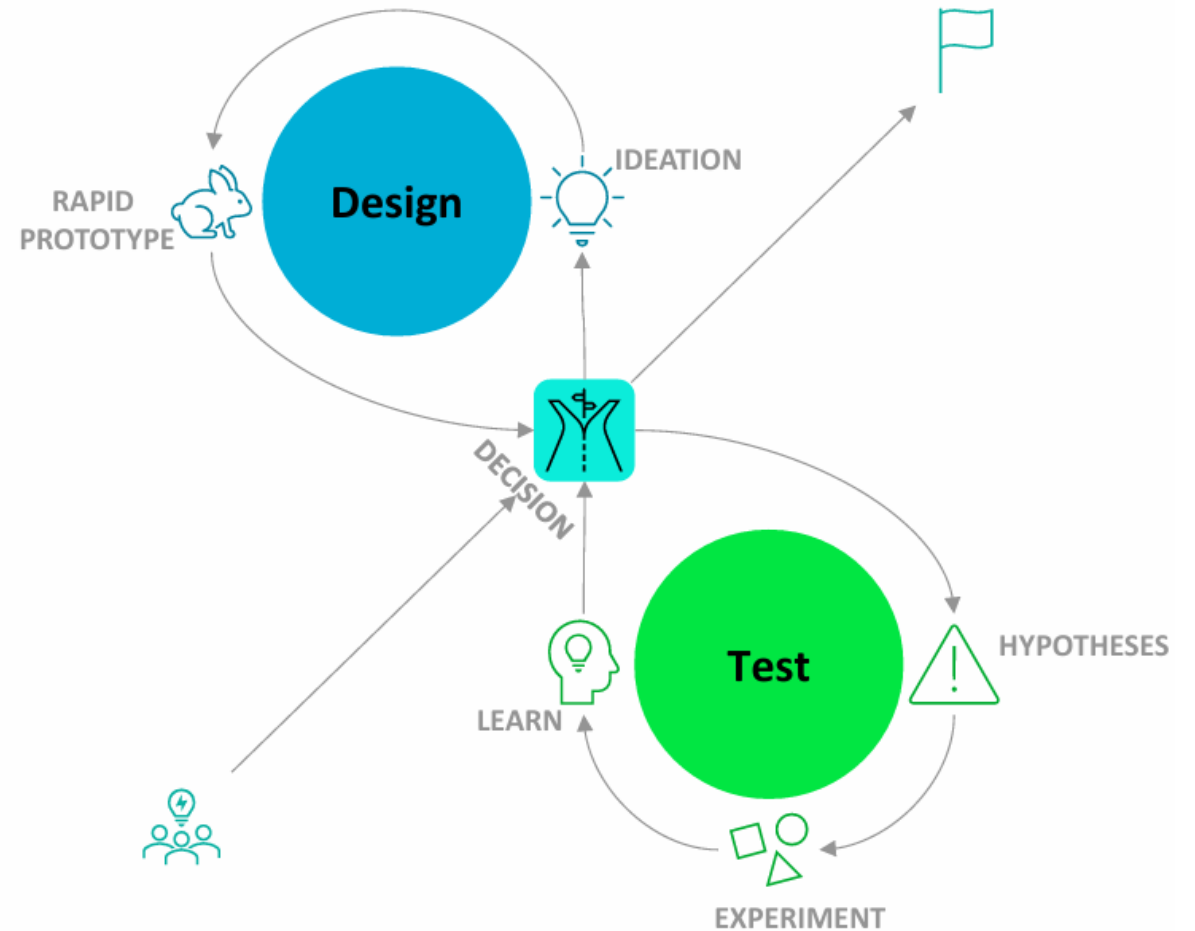 IDEATION
RAPID
PROTOTYPE
Design
DECISION
HYPOTHESES
Test
LEARN
EXPERIMENT